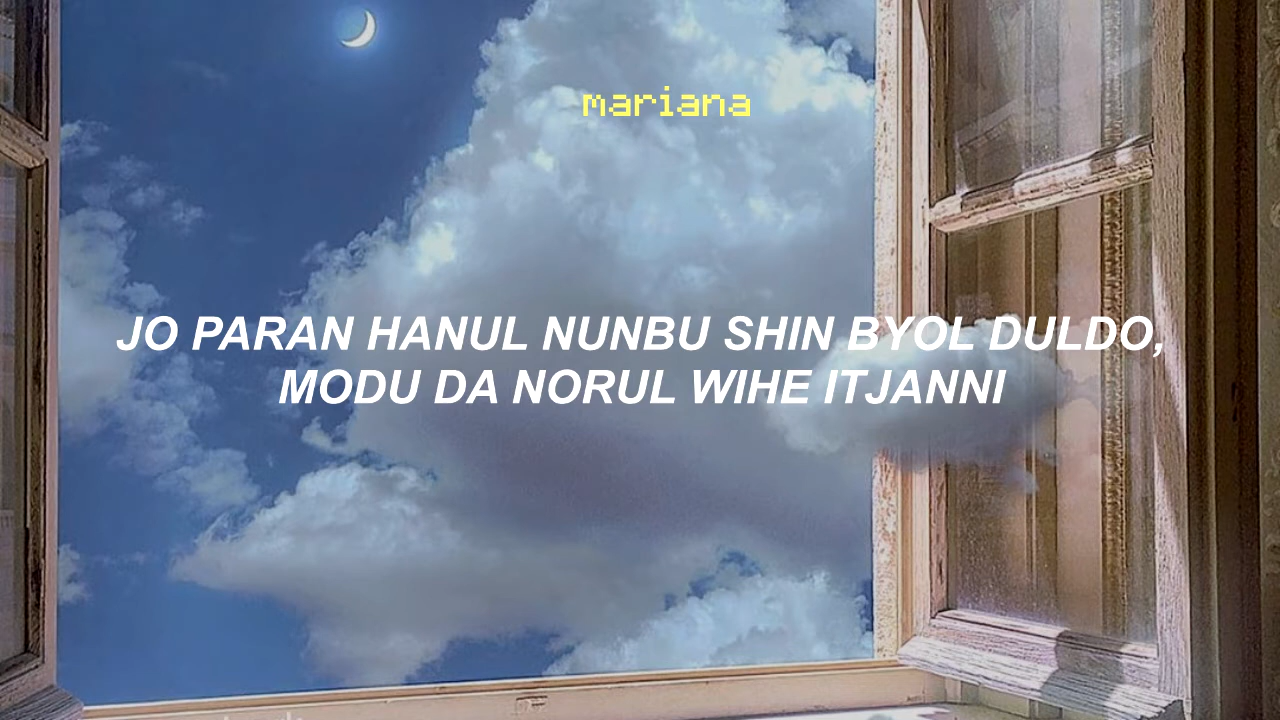 mariana
JO PARAN HANUL NUNBU SHIN BYOL DULDO,
MODU DA NORUL WIHE ITJANNI